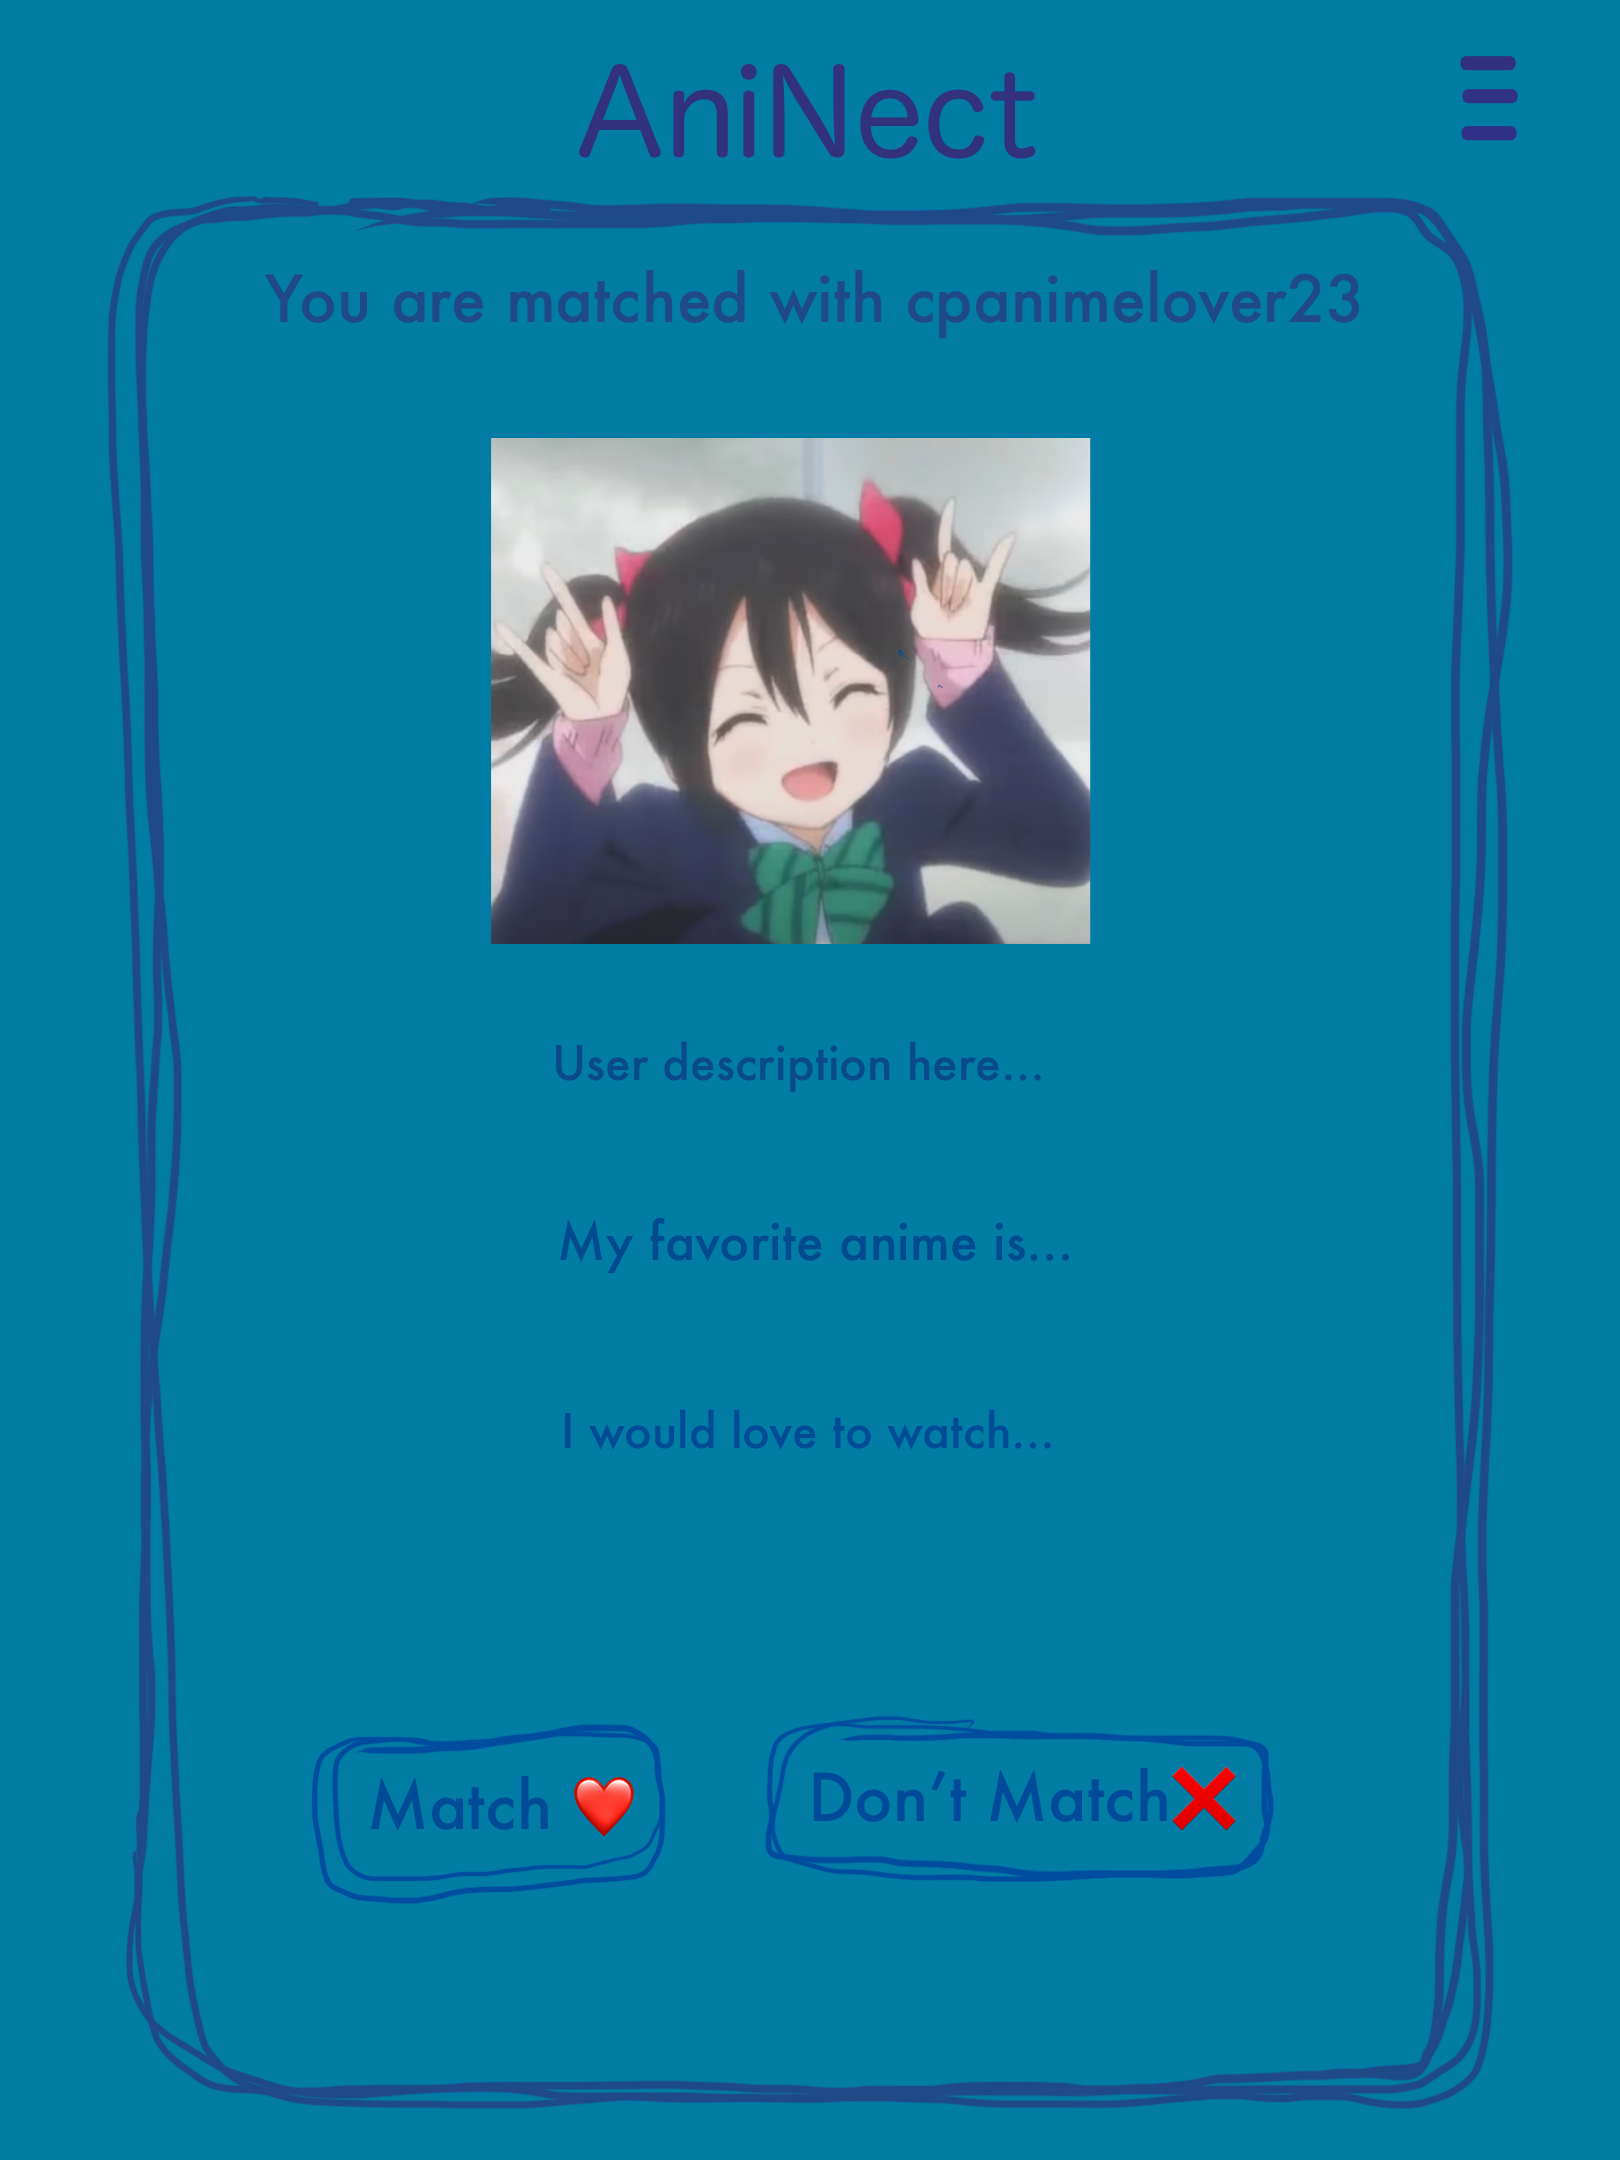 AniNect
You are matched with cpanimelover23
User description here...
My favorite anime is...
I would love to watch...
Match ❤️
Don't Match❌